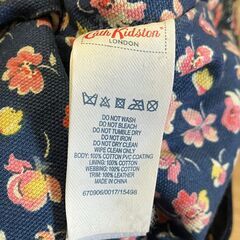 Cath Kidston
LONDON
DO NOT WASH
DO NOT BLEACH
DO NOT TUMBLE DRY
DO NOT IRON
DO NOT DRY CLEAN
WIPE CLEAN ONLY
BODY: 100% COTTON PVC COATING
LINING: 100% COTTON
WEBBING: 100% COTTON
TRIM: 100% LEATHER
MADE IN CHINA
670906/0017/15498